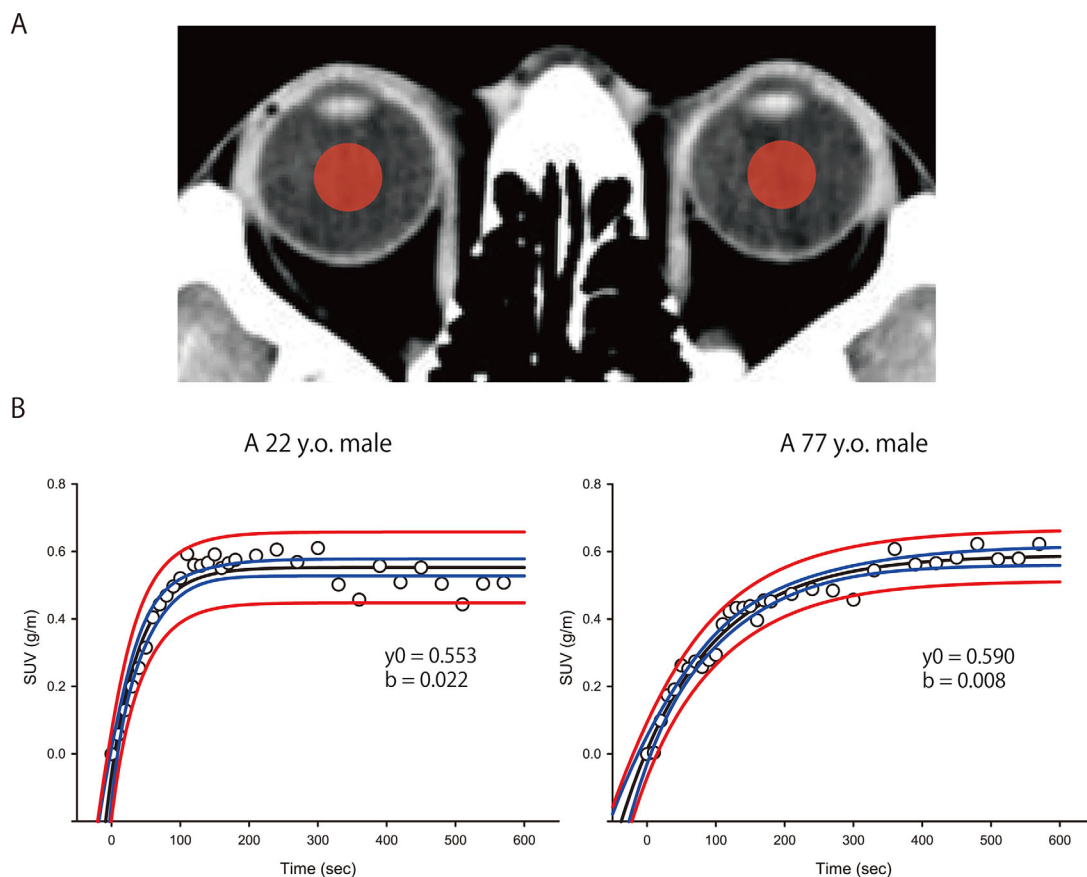 A
B
A 22 y.o. male
A 77 y.o. male
0.8
0.6
0.4
0.2
0.0
SUV (g/m)
y0 = 0.553
b = 0.022
0 100 200 300 400 500 600
Time (sec)
0.8
0.6
0.4
0.2
0.0
SUV (g/m)
y0 = 0.590
b = 0.008
0 100 200 300 400 500 600
Time (sec)